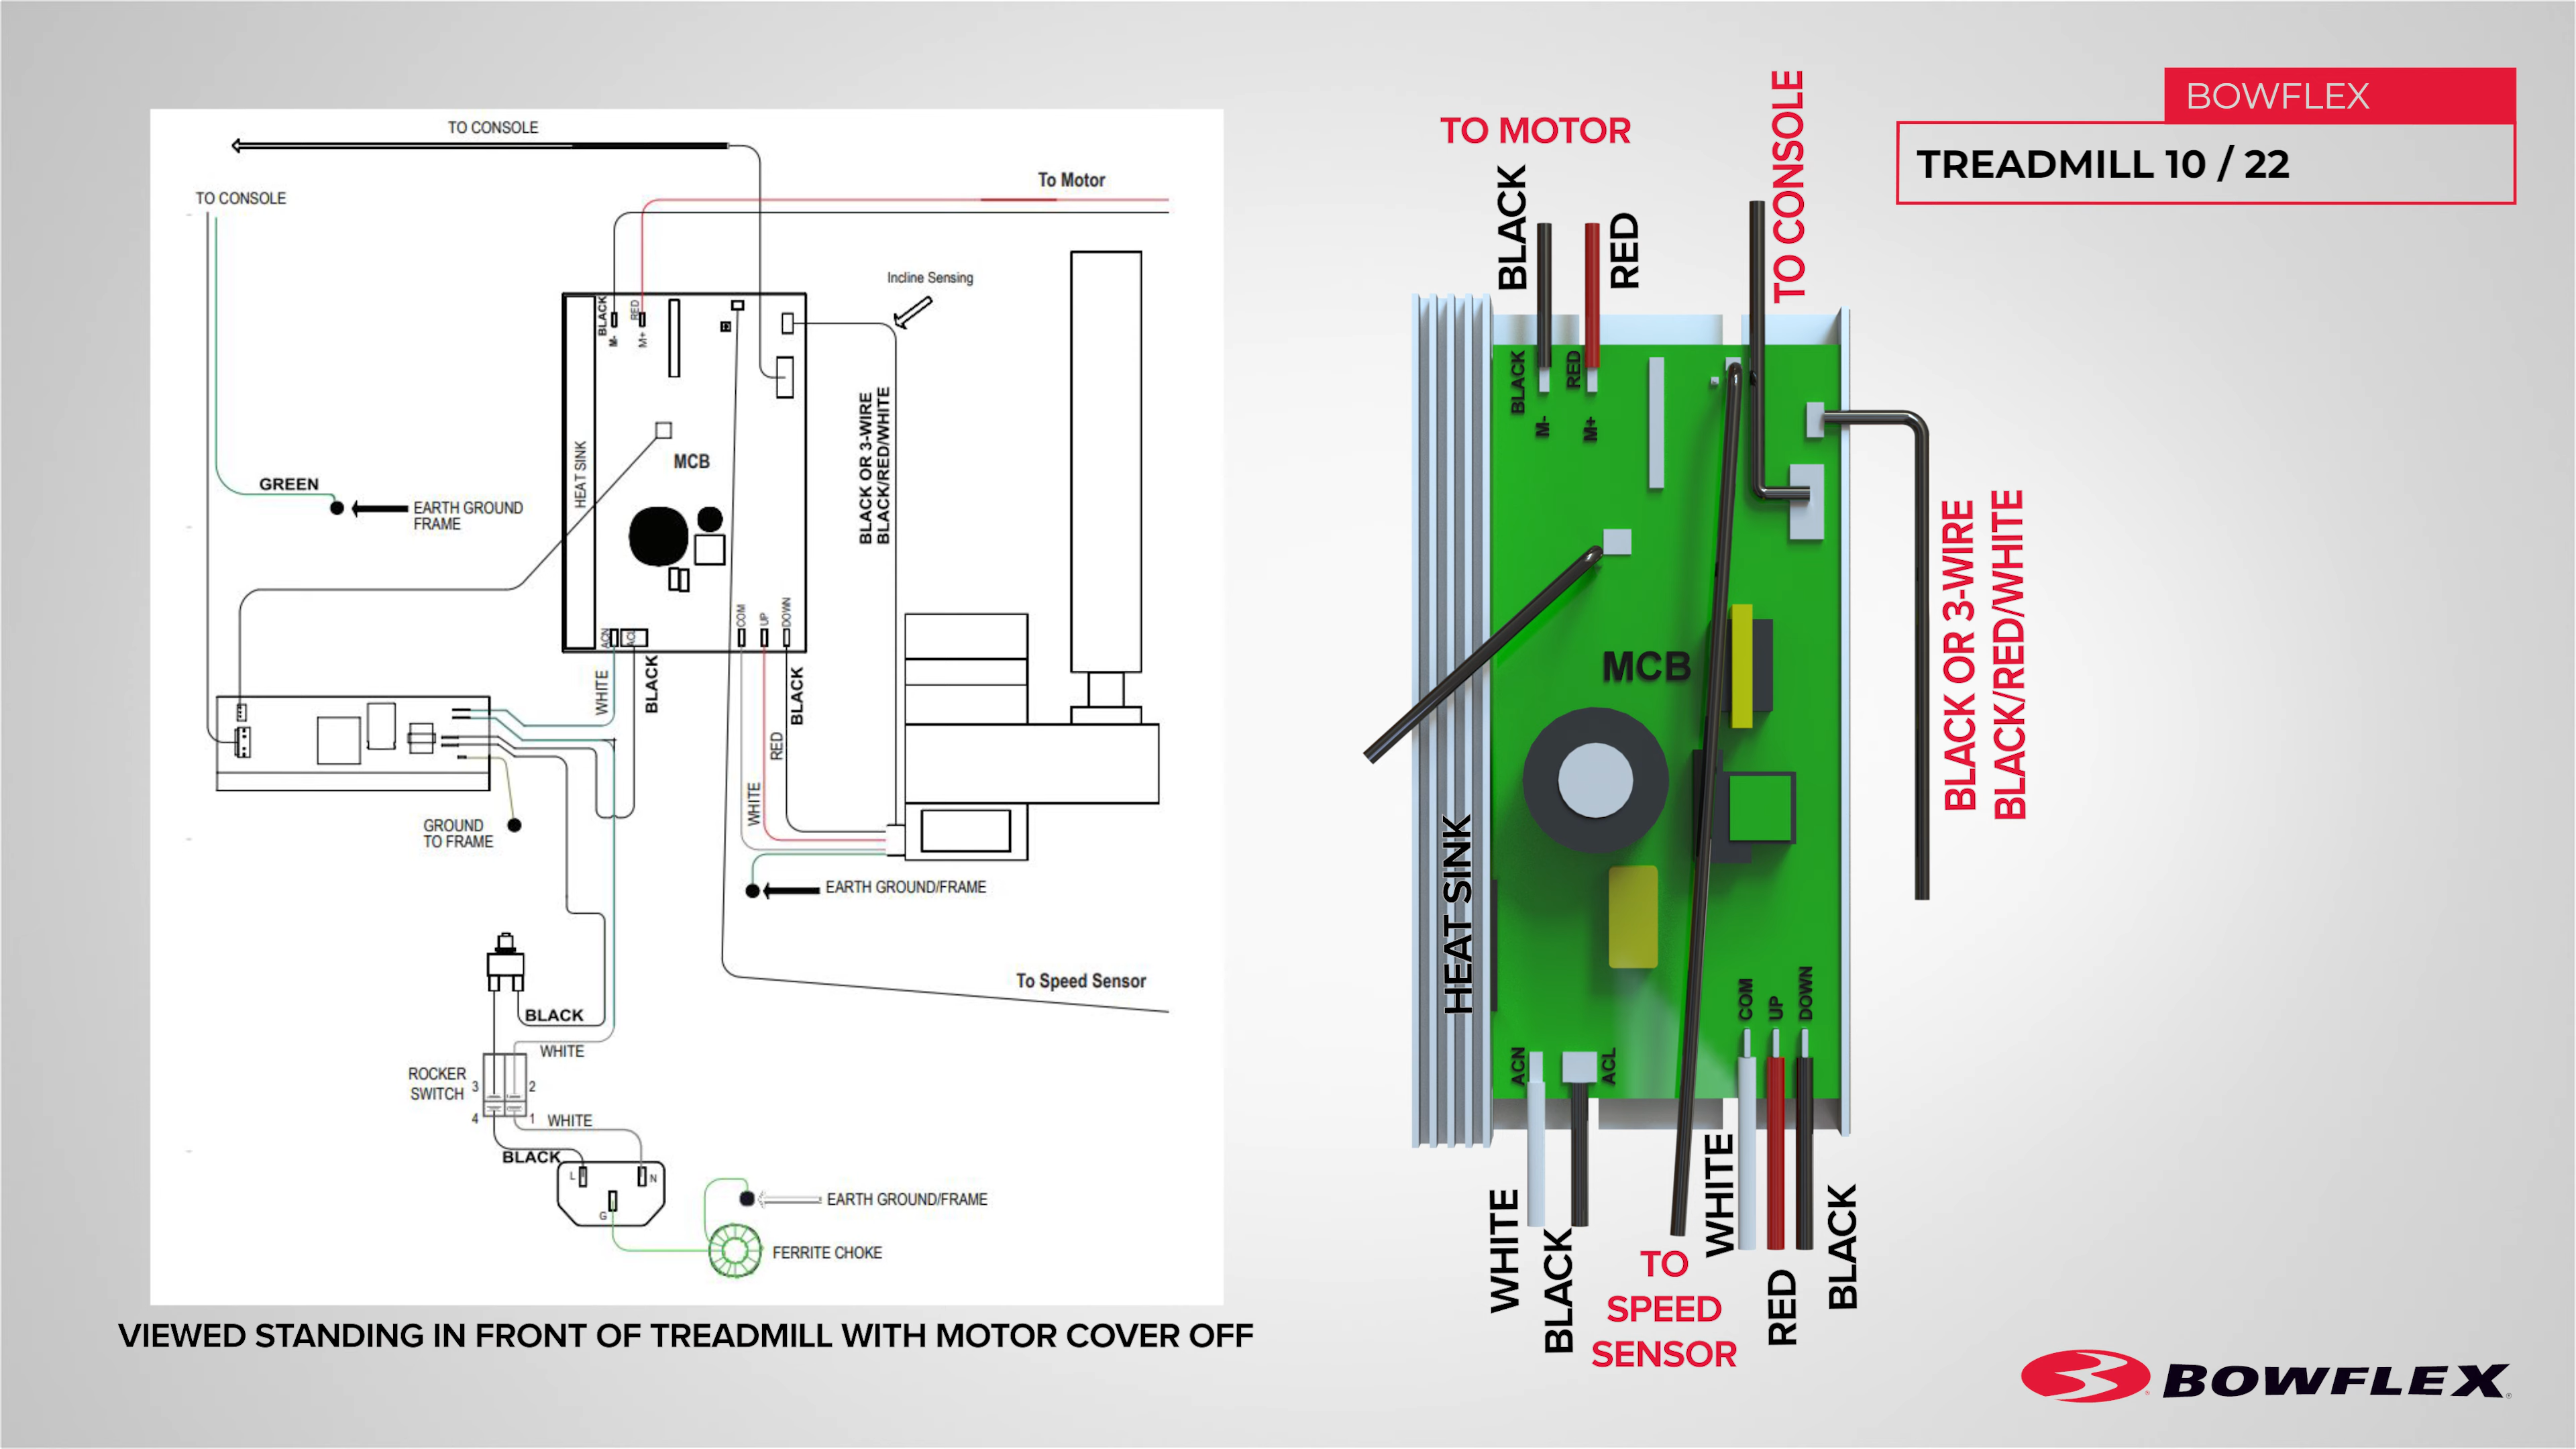 TO CONSOLE
TO CONSOLE
To Motor
Incline Sensing
BLACK
M-
RED
M+
HEAT SINK
MCB
BLACK OR 3-WIRE
BLACK/RED/WHITE
GREEN
EARTH GROUND
FRAME
COM
UP
DOWN
ACN
ACL
WHITE
BLACK
BLACK
RED
WHITE
GROUND
TO FRAME
EARTH GROUND/FRAME
To Speed Sensor
BLACK
WHITE
ROCKER
SWITCH
3
2
4
1
WHITE
BLACK
L
N
G
EARTH GROUND/FRAME
FERRITE CHOKE
VIEWED STANDING IN FRONT OF TREADMILL WITH MOTOR COVER OFF
TO MOTOR
BLACK
RED
TO CONSOLE
BLACK
RED
M-
M+
MCB
HEAT SINK
BLACK OR 3-WIRE
BLACK/RED/WHITE
ACN
ACL
COM
UP
DOWN
WHITE
BLACK
TO
SPEED
SENSOR
WHITE
RED
BLACK
BOWFLEX
TREADMILL 10 / 22
BOWFLEX